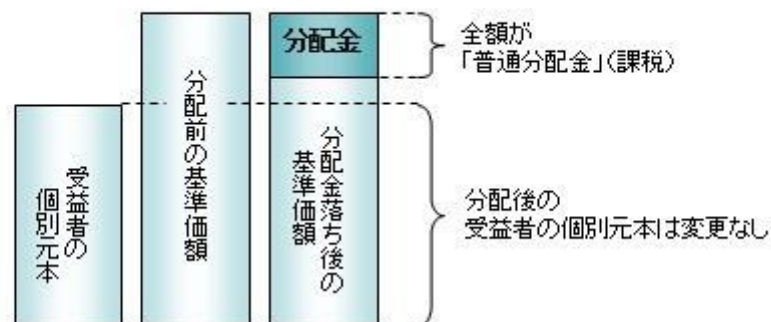 受益者の
個別元本
分配前の基準価額
分配金
分配金落ち後の
基準価額
全額が
「普通分配金」(課税)
分配後の
受益者の個別元本は変更なし